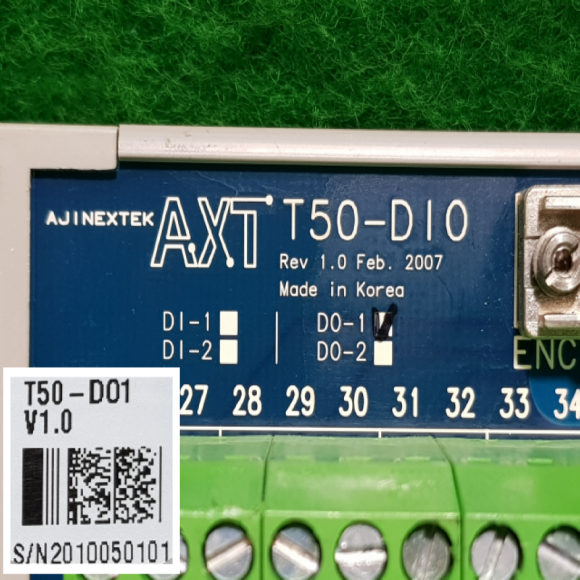 AJINEXTEK AXT T50-DIO
Rev 1.0 Feb. 2007
Made in Korea
DI-1 DO-1
DI-2 DO-2
ENC
27 28 29 30 31 32 33 34
T50-DO1
V1.0
S/N2010050101